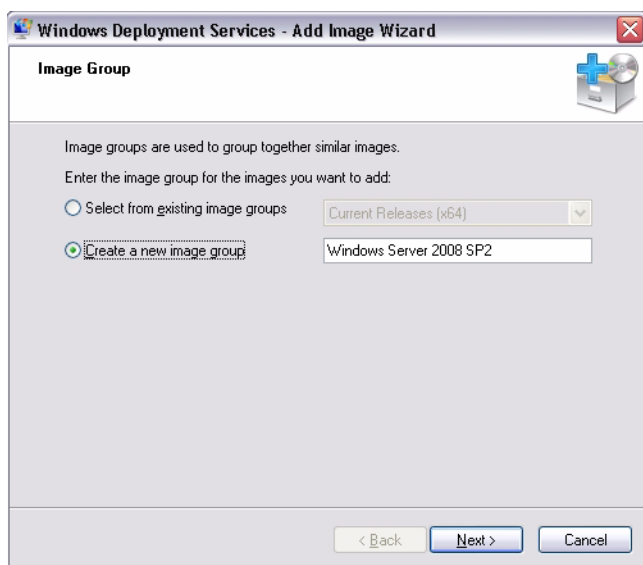 Windows Deployment Services - Add Image Wizard
Image Group
Image groups are used to group together similar images.
Enter the image group for the images you want to add:
Select from existing image groups
Current Releases (x64)
Create a new image group
Windows Server 2008 SP2
< Back
Next >
Cancel